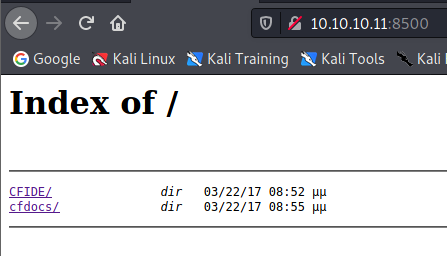 10.10.10.11:8500
Google Kali Linux Kali Training Kali Tools Kali
Index of /
CFIDE/ dir 03/22/17 08:52 μμ
cfdocs/ dir 03/22/17 08:55 μμ